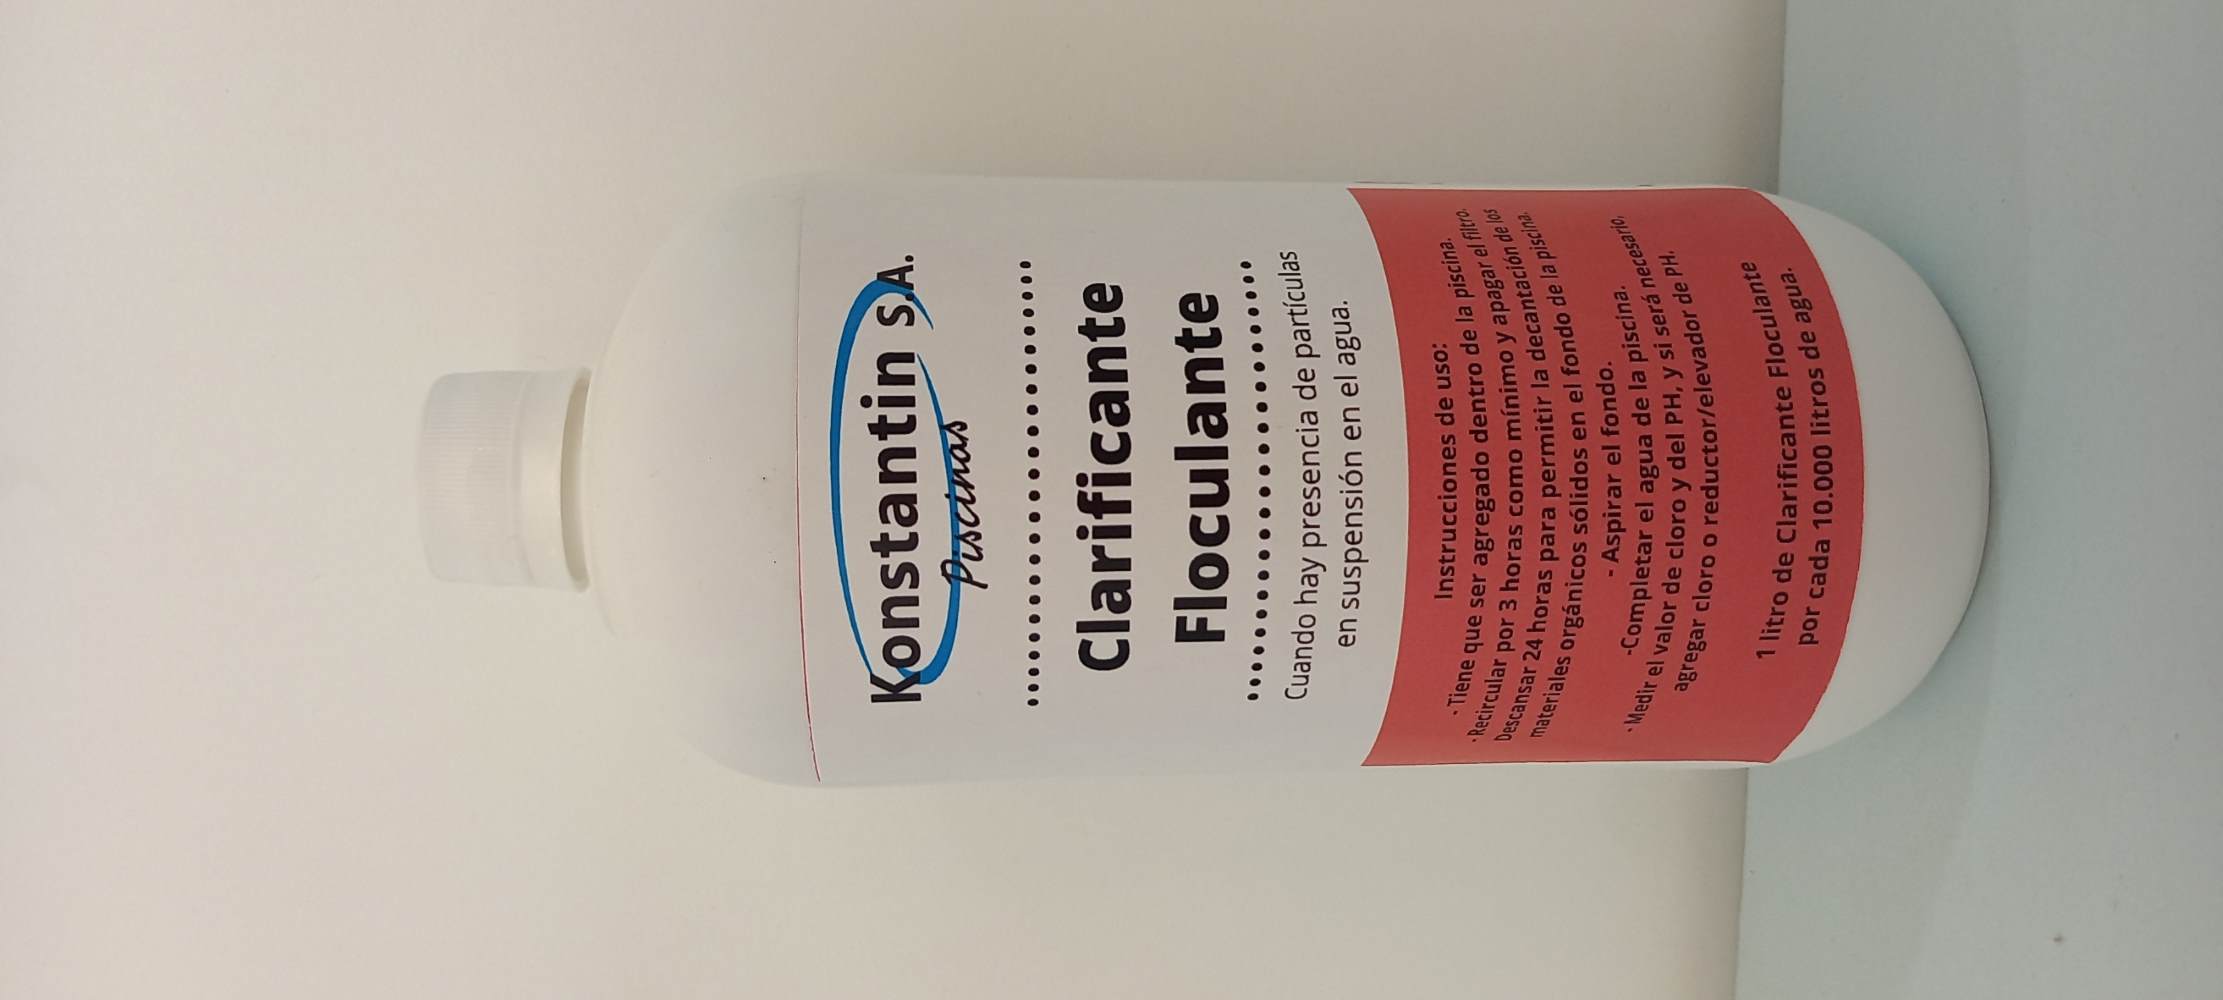 Konstantin S.A.
Piscinas
Clarificante
Floculante
Cuando hay presencia de partículas
en suspensión en el agua.
Instrucciones de uso:
· Tiene que ser agregado dentro de la piscina.
· Recircular por 3 horas como mínimo y apagar el filtro.
Descansar 24 horas para permitir la decantación de los
materiales orgánicos sólidos en el fondo de la piscina.
- Aspirar el fondo.
-Completar el agua de la piscina.
· Medir el valor de cloro y del PH, y si será necesario,
agregar cloro o reductor/elevador de PH.
1 litro de Clarificante Floculante
por cada 10.000 litros de agua.